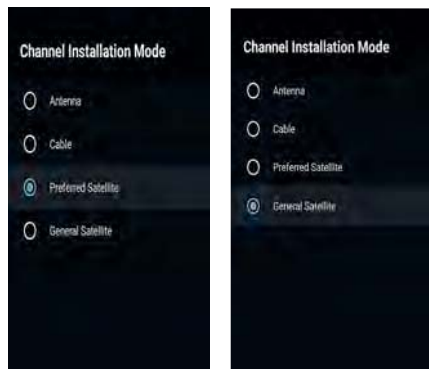 Channel Installation Mode
Antenna
Cable
Preferred Satellite
General Satellite
Channel Installation Mode
Antenna
Cable
Preferred Satellite
General Satellite